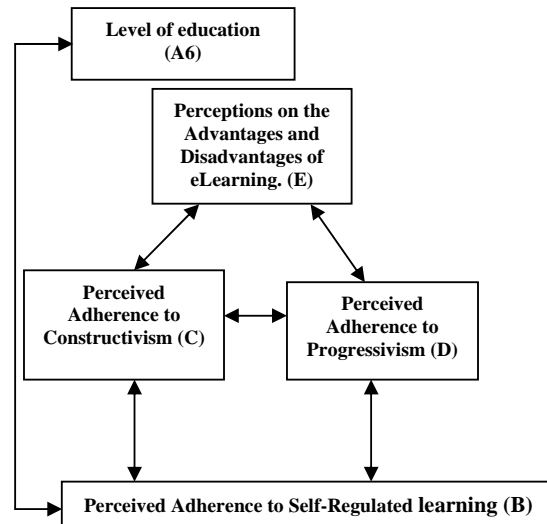 Level of education
(A6)
Perceptions on the
Advantages and
Disadvantages of
eLearning. (E)
Perceived
Adherence to
Constructivism (C)
Perceived
Adherence to
Progressivism (D)
Perceived Adherence to Self-Regulated learning (B)